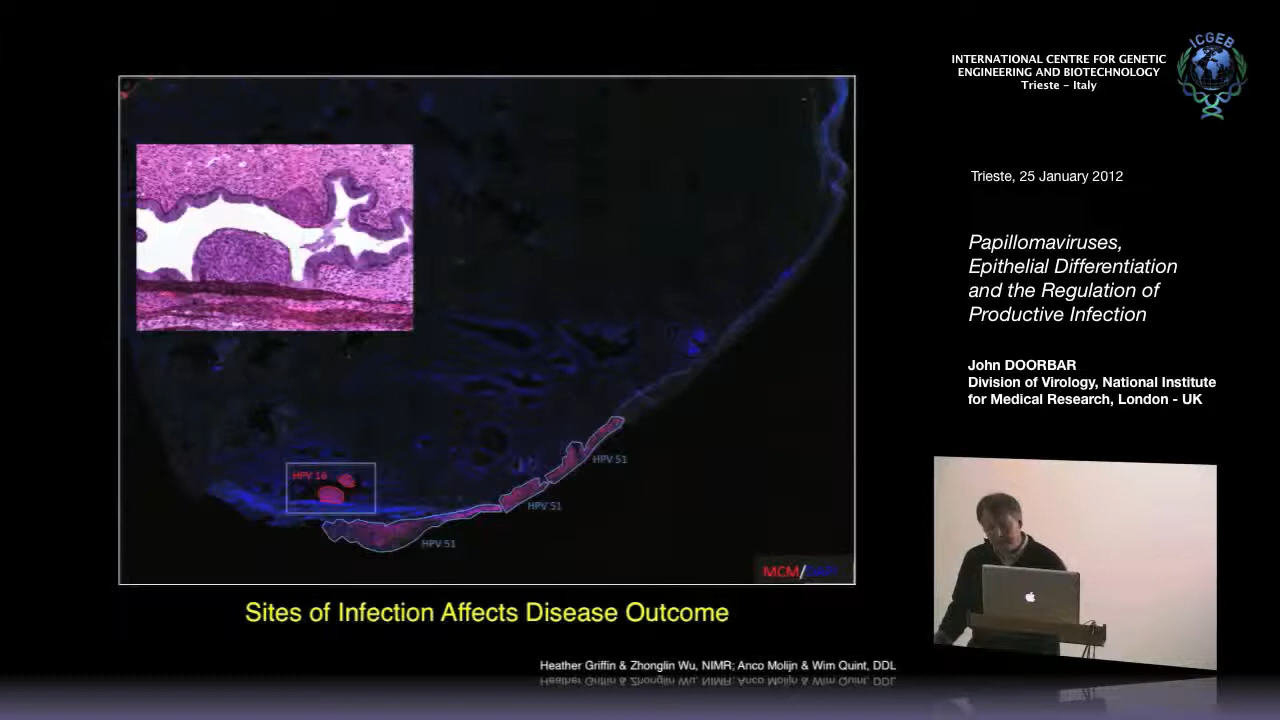 INTERNATIONAL CENTRE FOR GENETIC
ENGINEERING AND BIOTECHNOLOGY
Trieste - Italy
ICGEB
Trieste, 25 January 2012
Papillomaviruses,
Epithelial Differentiation
and the Regulation of
Productive Infection
John DOORBAR
Division of Virology, National Institute
for Medical Research, London - UK
HPV 16
HPV 51
HPV 51
HPV 51
MCM/DAPI
Sites of Infection Affects Disease Outcome
Heather Griffin & Zhonglin Wu, NIMR; Anco Molijn & Wim Quint, DDL